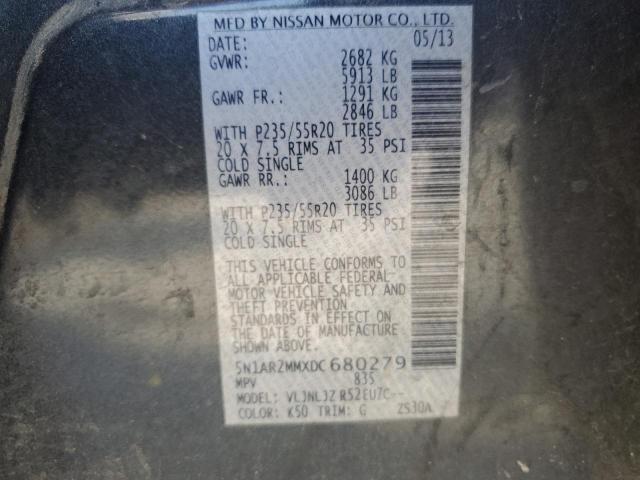 MFD BY NISSAN MOTOR CO., LTD.
DATE: 05/13
GVWR: 2682 KG
5913 LB
GAWR FR.: 1291 KG
2846 LB
WITH P235/55R20 TIRES
20 X 7.5 RIMS AT 35 PSI
COLD SINGLE
GAWR RR.: 1400 KG
3086 LB
WITH P235/55R20 TIRES
20 X 7.5 RIMS AT 35 PSI
COLD SINGLE
THIS VEHICLE CONFORMS TO
ALL APPLICABLE FEDERAL
MOTOR VEHICLE SAFETY AND
THEFT PREVENTION
STANDARDS IN EFFECT ON
THE DATE OF MANUFACTURE
SHOWN ABOVE.
5N1AR2MMXDC680279
MPV 835
MODEL: VLJNLJZ R52EU7C--
COLOR: K50 TRIM: G ZS30A